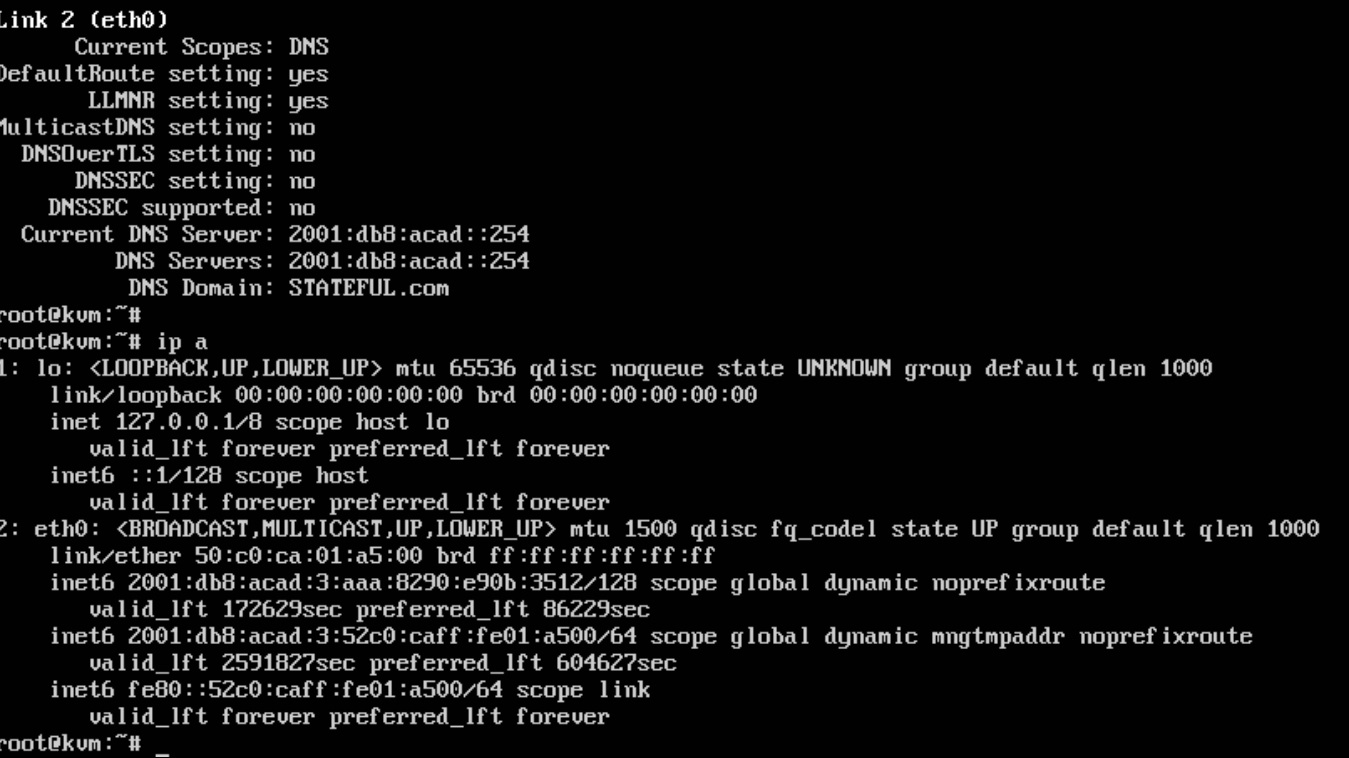 Link 2 (eth0)
Current Scopes: DNS
DefaultRoute setting: yes
LLMNR setting: yes
MulticastDNS setting: no
DNSOverTLS setting: no
DNSSEC setting: no
DNSSEC supported: no
Current DNS Server: 2001:db8:acad::254
DNS Servers: 2001:db8:acad::254
DNS Domain: STATEFUL.com
root@kvm:~#
root@kvm:~# ip a
1: lo: <LOOPBACK,UP,LOWER_UP> mtu 65536 qdisc noqueue state UNKNOWN group default qlen 1000
link/loopback 00:00:00:00:00:00 brd 00:00:00:00:00:00
inet 127.0.0.1/8 scope host lo
valid_lft forever preferred_lft forever
inet6 ::1/128 scope host
valid_lft forever preferred_lft forever
2: eth0: <BROADCAST,MULTICAST,UP,LOWER_UP> mtu 1500 qdisc fq_codel state UP group default qlen 1000
link/ether 50:c0:ca:01:a5:00 brd ff:ff:ff:ff:ff:ff
inet6 2001:db8:acad:3:aaa:8290:e90b:3512/128 scope global dynamic noprefixroute
valid_lft 172629sec preferred_lft 86229sec
inet6 2001:db8:acad:3:52c0:caff:fe01:a500/64 scope global dynamic mngtmpaddr noprefixroute
valid_lft 2591827sec preferred_lft 604627sec
inet6 fe80::52c0:caff:fe01:a500/64 scope link
valid_lft forever preferred_lft forever
root@kvm:~# _